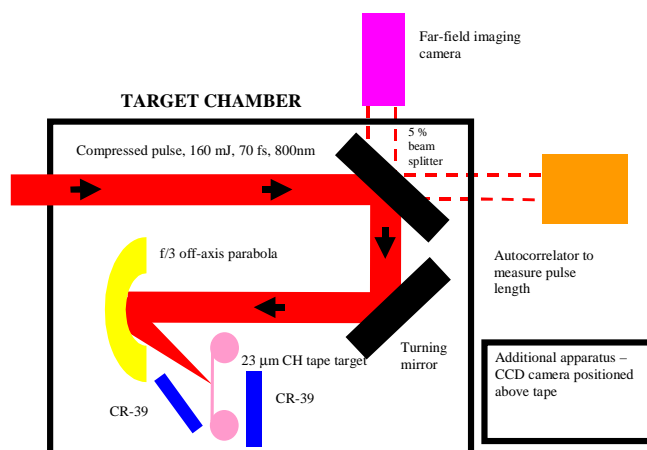 Far-field imaging
camera
TARGET CHAMBER
5 %
beam
splitter
Compressed pulse, 160 mJ, 70 fs, 800nm
f/3 off-axis parabola
Autocorrelator to
measure pulse
length
Turning
mirror
23 μm CH tape target
CR-39
CR-39
Additional apparatus –
CCD camera positioned
above tape